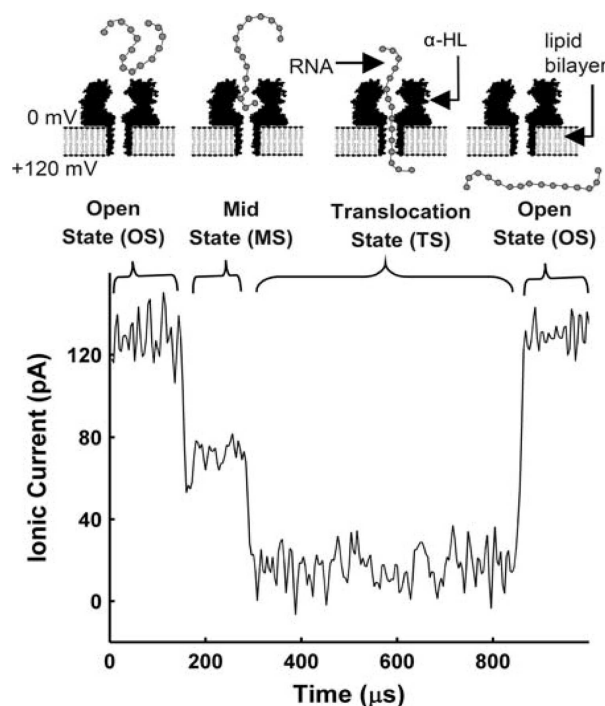 α-HL
lipid
bilayer
RNA
0 mV
+120 mV
Open
State (OS)
Mid
State (MS)
Translocation
State (TS)
Open
State (OS)
Ionic Current (pA)
120
80
40
0
0 200 400 600 800
Time (μs)